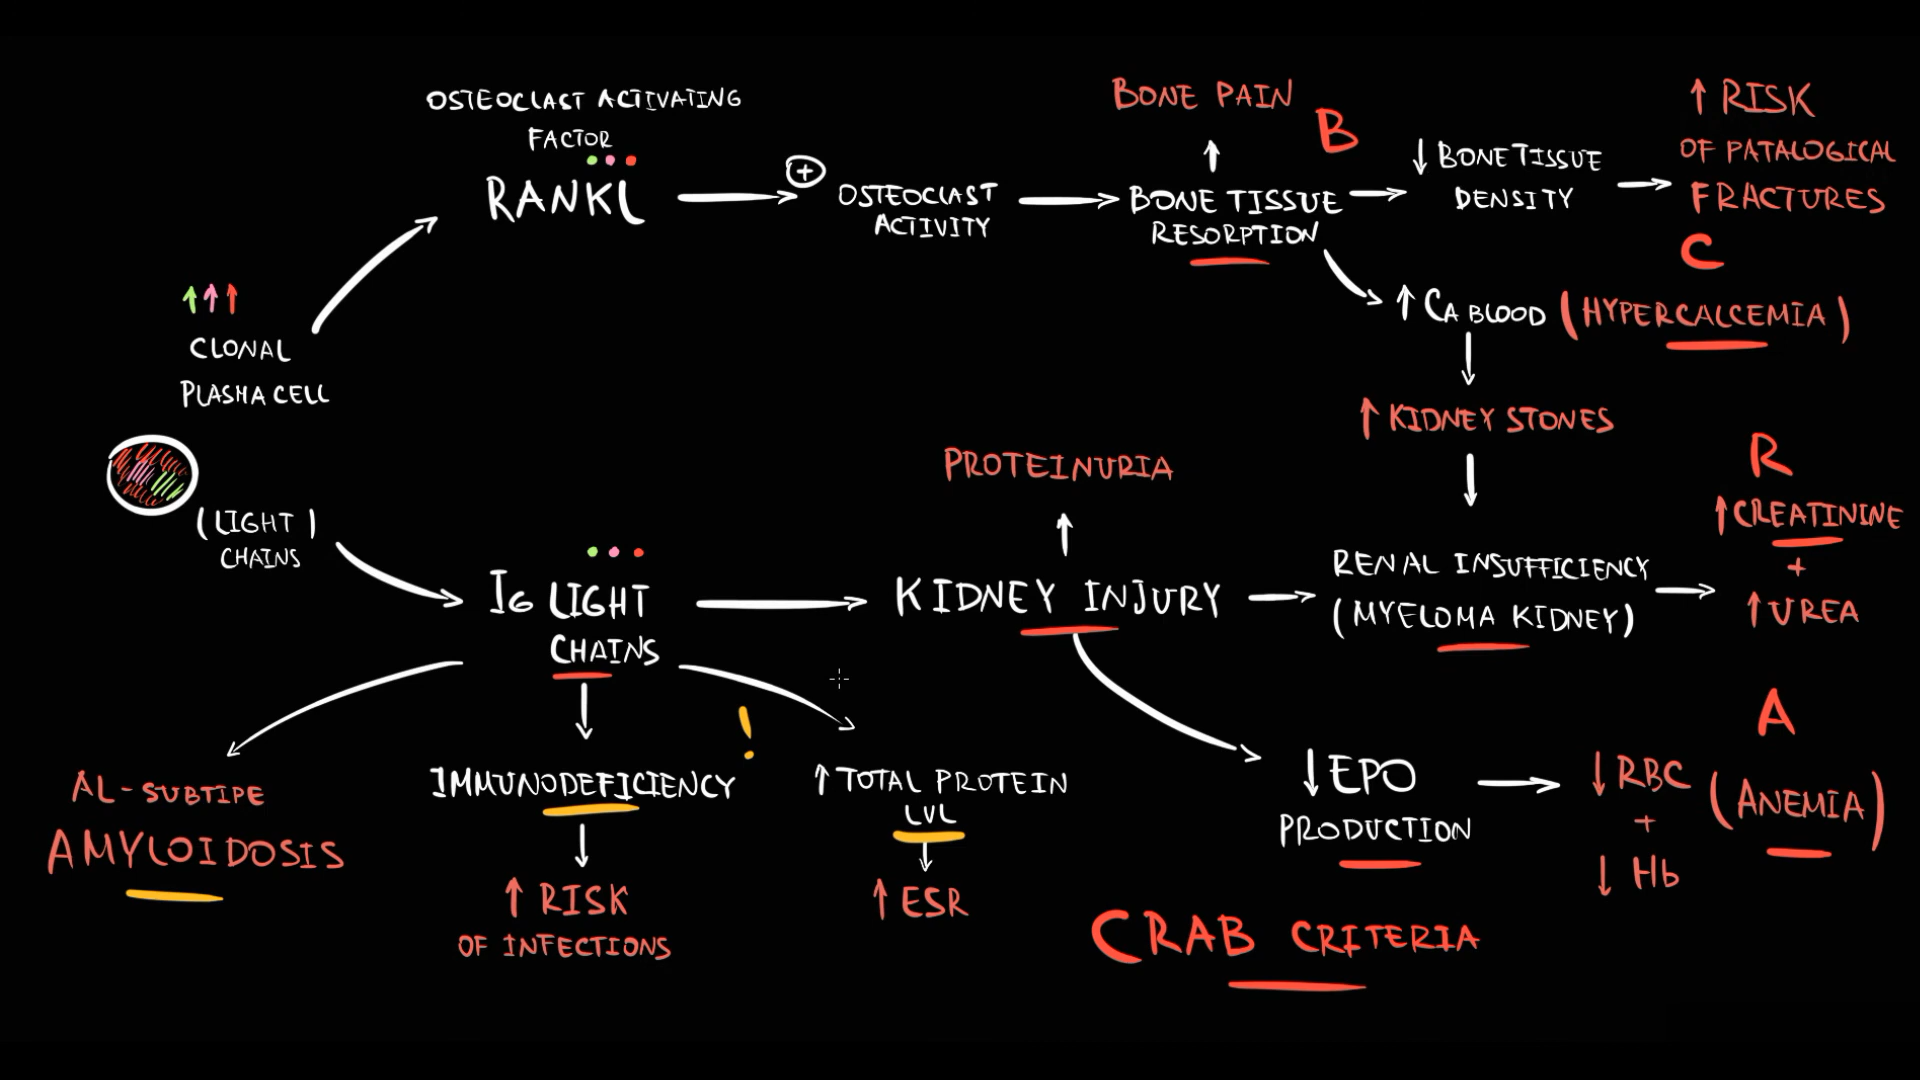 OSTEOCLAST ACTIVATING
FACTOR
RANKL
+
OSTEOCLAST
ACTIVITY
BONE PAIN
↑
B
BONE TISSUE
RESORPTION
↓ BONE TISSUE
DENSITY
↑ RISK
OF PATALOGICAL
FRACTURES
C
↑ CA BLOOD (HYPERCALCEMIA)
↑ KIDNEY STONES
↑↑↑
CLONAL
PLASMA CELL
(LIGHT)
CHAINS
IG LIGHT
CHAINS
PROTEINURIA
KIDNEY INJURY
RENAL INSUFFICIENCY
(MYELOMA KIDNEY)
R
↑ CREATININE
+
↑ UREA
AL-SUBTIPE
AMYLOIDOSIS
IMMUNODEFICIENCY
!
↑ RISK
OF INFECTIONS
↑ TOTAL PROTEIN
LVL
↑ ESR
↓ EPO
PRODUCTION
A
↓ RBC
+
↓ Hb
(ANEMIA)
CRAB CRITERIA